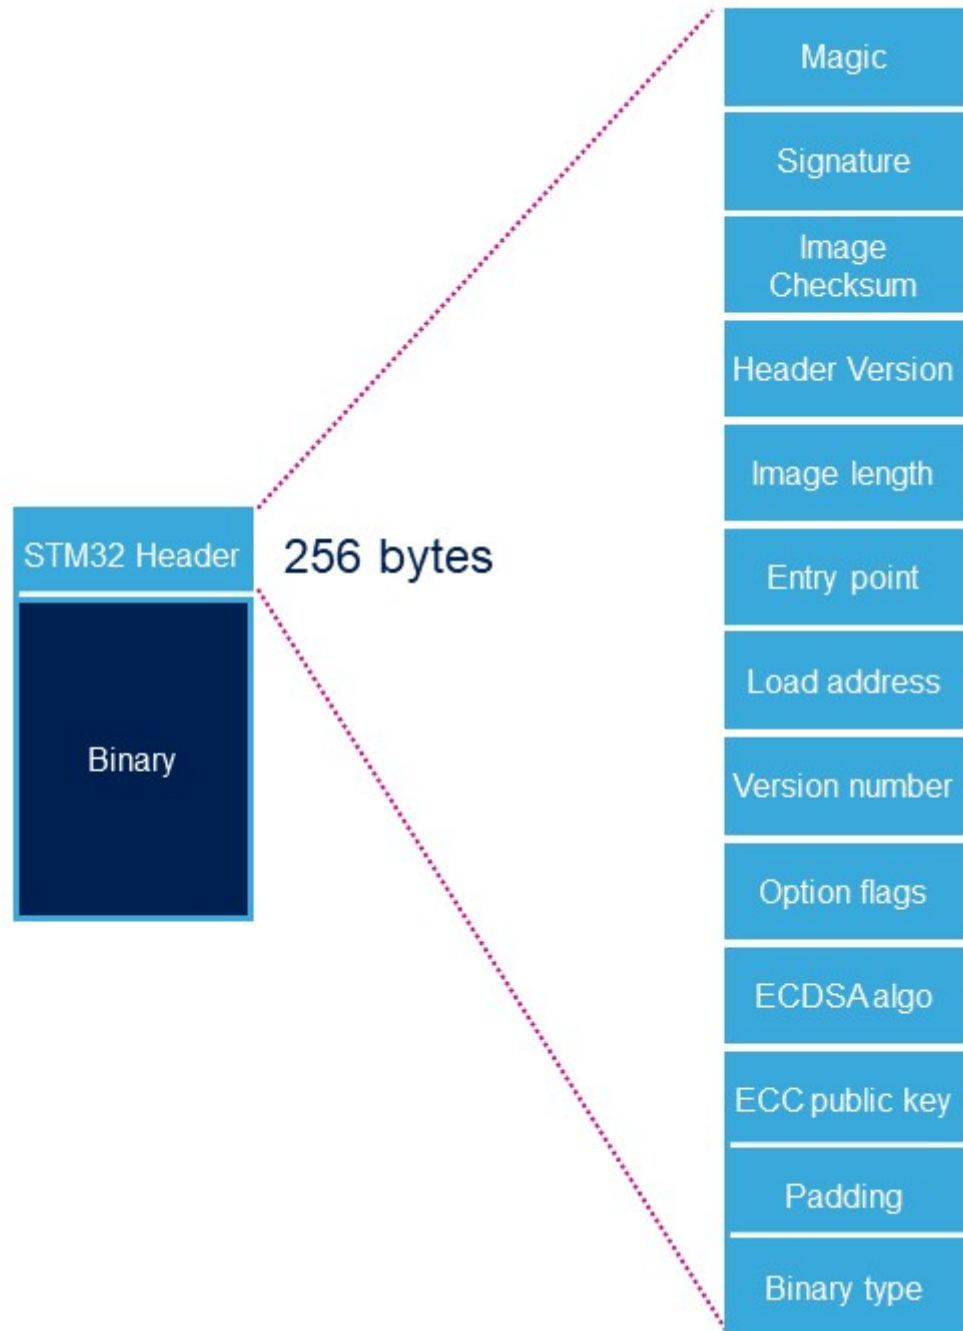 STM32 Header
256 bytes
Binary
Magic
Signature
Image
Checksum
Header Version
Image length
Entry point
Load address
Version number
Option flags
ECDSA algo
ECC public key
Padding
Binary type